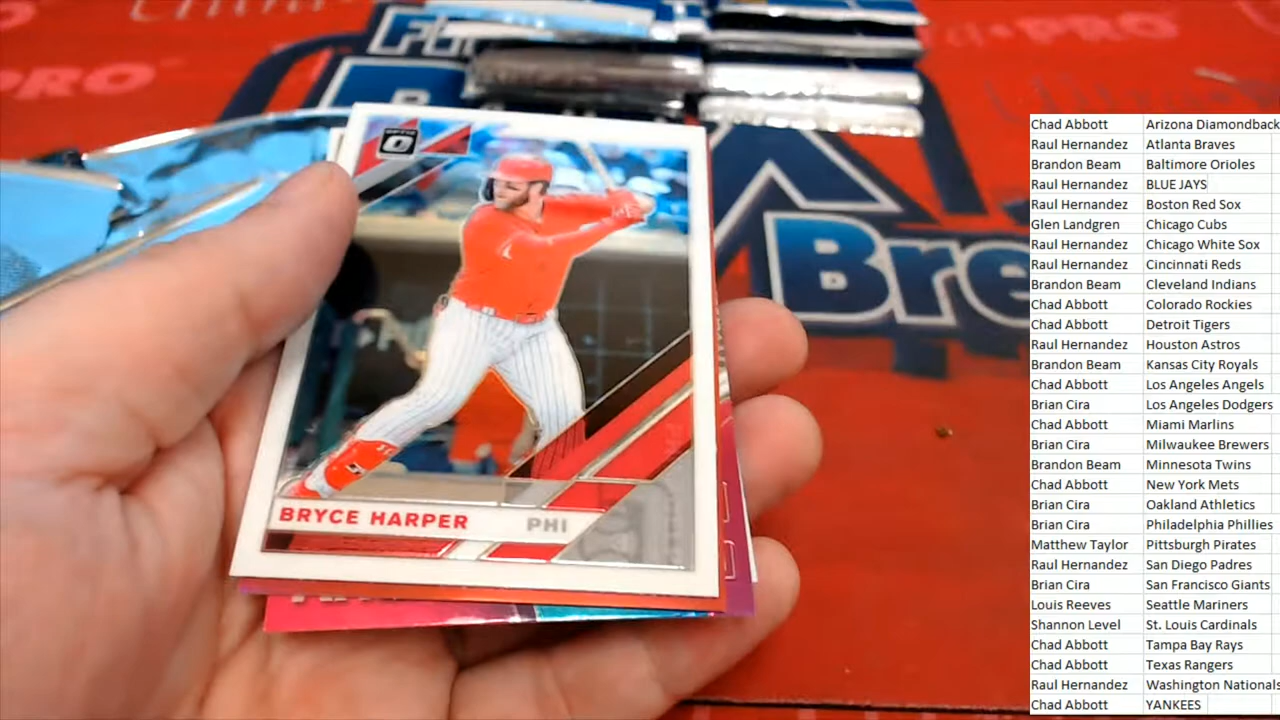 PRO
OPTIC
BRYCE HARPER PHI
Bre
Chad Abbott Arizona Diamondback
Raul Hernandez Atlanta Braves
Brandon Beam Baltimore Orioles
Raul Hernandez BLUE JAYS
Raul Hernandez Boston Red Sox
Glen Landgren Chicago Cubs
Raul Hernandez Chicago White Sox
Raul Hernandez Cincinnati Reds
Brandon Beam Cleveland Indians
Chad Abbott Colorado Rockies
Chad Abbott Detroit Tigers
Raul Hernandez Houston Astros
Brandon Beam Kansas City Royals
Chad Abbott Los Angeles Angels
Brian Cira Los Angeles Dodgers
Chad Abbott Miami Marlins
Brian Cira Milwaukee Brewers
Brandon Beam Minnesota Twins
Chad Abbott New York Mets
Brian Cira Oakland Athletics
Brian Cira Philadelphia Phillies
Matthew Taylor Pittsburgh Pirates
Raul Hernandez San Diego Padres
Brian Cira San Francisco Giants
Louis Reeves Seattle Mariners
Shannon Level St. Louis Cardinals
Chad Abbott Tampa Bay Rays
Chad Abbott Texas Rangers
Raul Hernandez Washington Nationals
Chad Abbott YANKEES